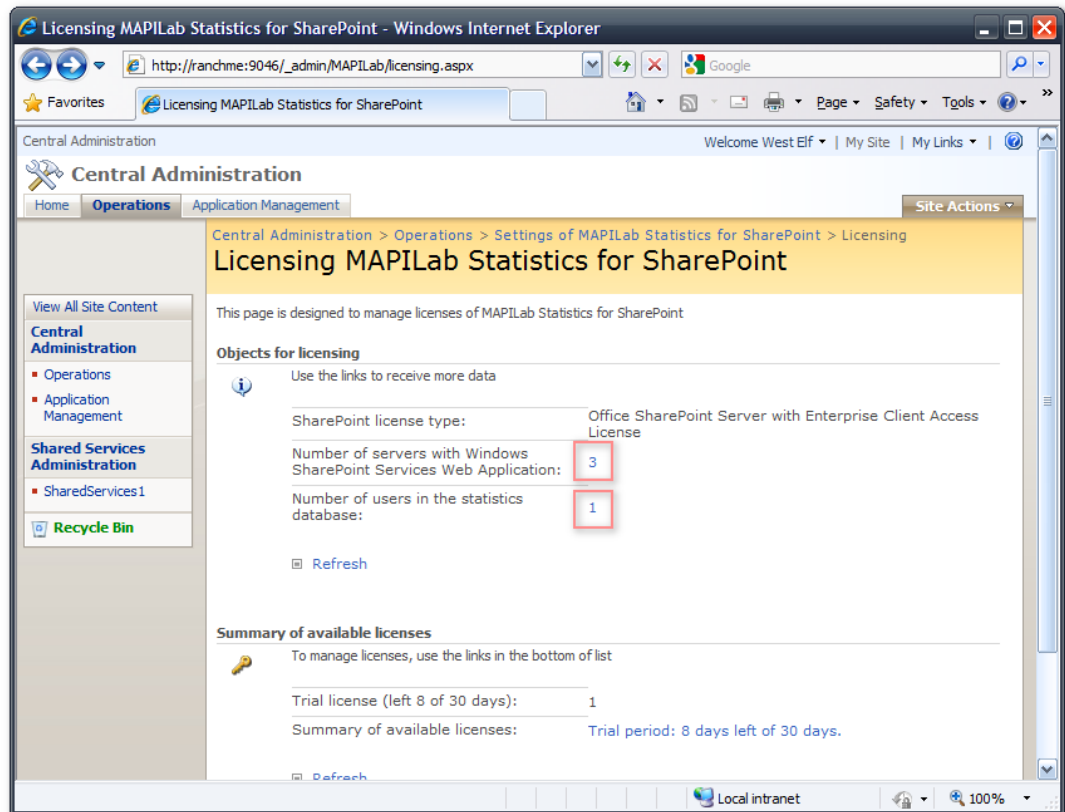 Licensing MAPILab Statistics for SharePoint - Windows Internet Explorer
http://ranchme:9046/_admin/MAPILab/licensing.aspx
Google
Favorites
Licensing MAPILab Statistics for SharePoint
Page
Safety
Tools
»
Central Administration
Welcome West Elf
| My Site | My Links
|
Central Administration
Home
Operations
Application Management
Site Actions
Central Administration > Operations > Settings of MAPILab Statistics for SharePoint > Licensing
Licensing MAPILab Statistics for SharePoint
View All Site Content
Central
Administration
Operations
Application
Management
Shared Services
Administration
SharedServices1
Recycle Bin
This page is designed to manage licenses of MAPILab Statistics for SharePoint
Objects for licensing
Use the links to receive more data
SharePoint license type:
Office SharePoint Server with Enterprise Client Access
License
Number of servers with Windows
SharePoint Services Web Application:
3
Number of users in the statistics
database:
1
Refresh
Summary of available licenses
To manage licenses, use the links in the bottom of list
Trial license (left 8 of 30 days):
1
Summary of available licenses:
Trial period: 8 days left of 30 days.
Refresh
Local intranet
100%